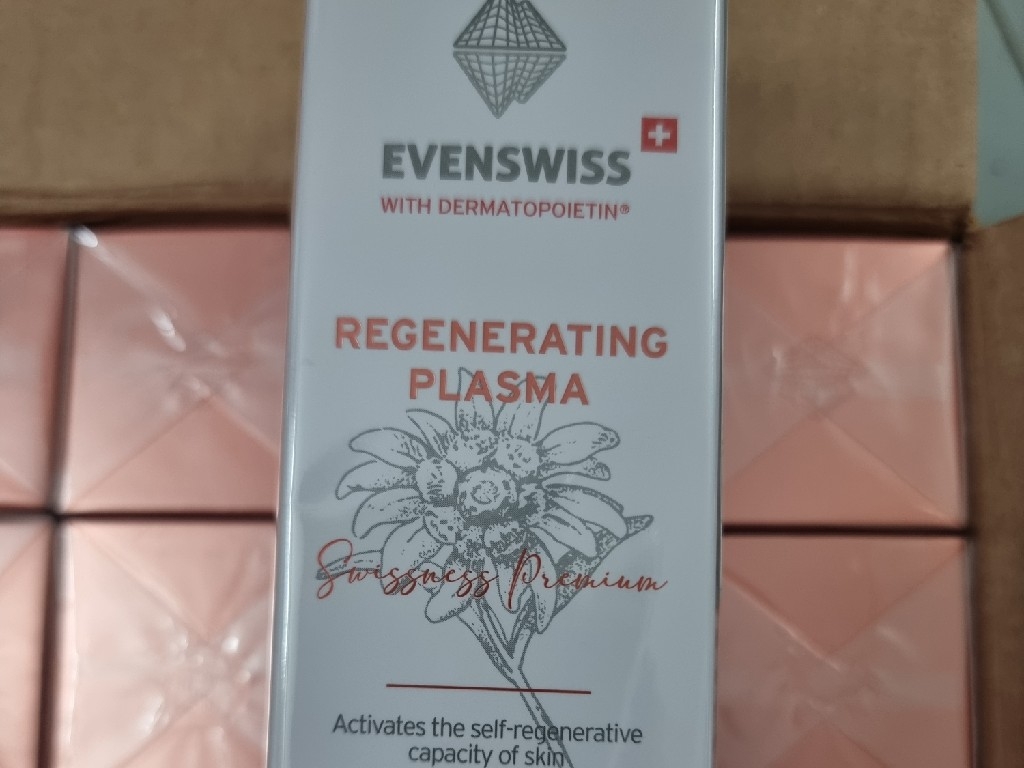 EVENSWISS
WITH DERMATOPOIETIN®
REGENERATING
PLASMA
Swissness Premium
Activates the self-regenerative
capacity of skin